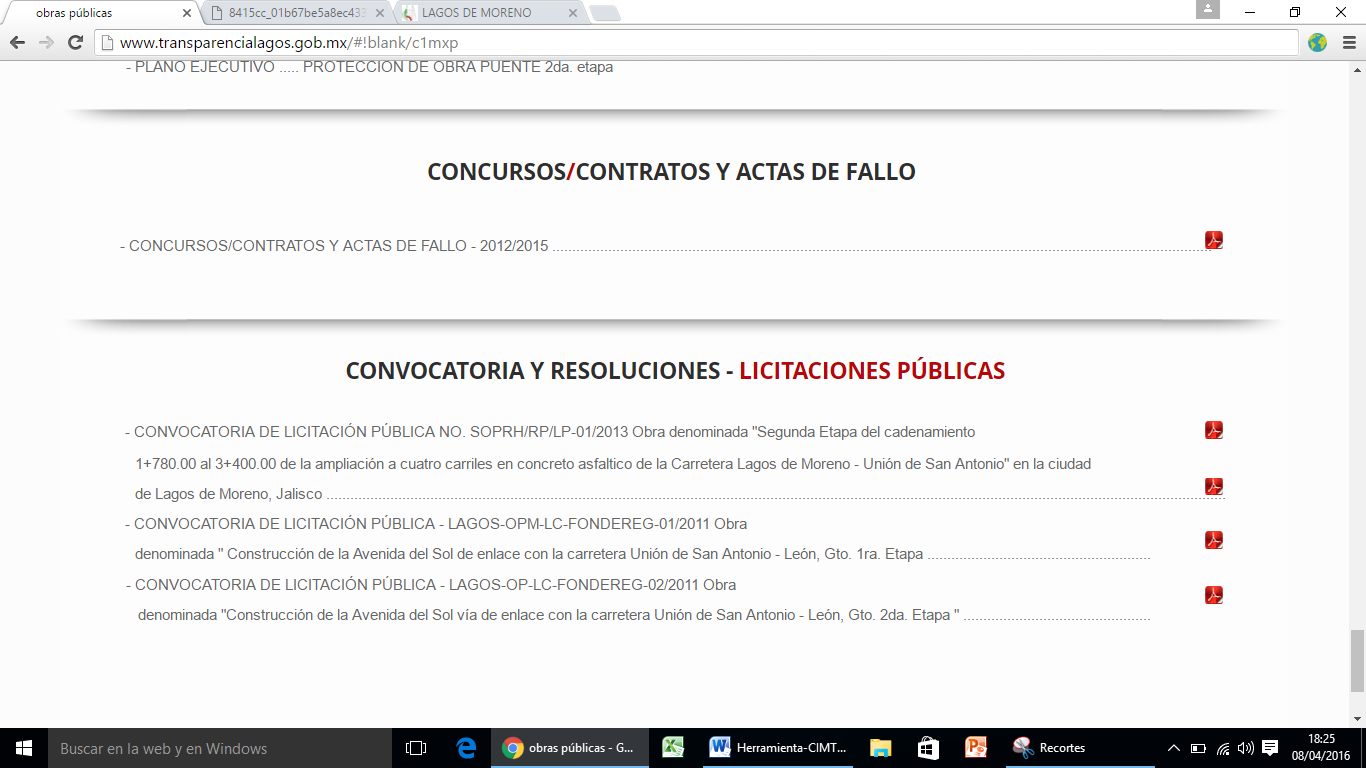 obras públicas
8415cc_01b67be5a8ec433
LAGOS DE MORENO
www.transparencialagos.gob.mx/#!blank/c1mxp
- PLANO EJECUTIVO ..... PROTECCION DE OBRA PUENTE 2da. etapa
CONCURSOS/CONTRATOS Y ACTAS DE FALLO
- CONCURSOS/CONTRATOS Y ACTAS DE FALLO - 2012/2015
CONVOCATORIA Y RESOLUCIONES - LICITACIONES PÚBLICAS
- CONVOCATORIA DE LICITACIÓN PÚBLICA NO. SOPRH/RP/LP-01/2013 Obra denominada "Segunda Etapa del cadenamiento
1+780.00 al 3+400.00 de la ampliación a cuatro carriles en concreto asfaltico de la Carretera Lagos de Moreno - Unión de San Antonio" en la ciudad
de Lagos de Moreno, Jalisco
- CONVOCATORIA DE LICITACIÓN PÚBLICA - LAGOS-OPM-LC-FONDEREG-01/2011 Obra
denominada " Construcción de la Avenida del Sol de enlace con la carretera Unión de San Antonio - León, Gto. 1ra. Etapa
- CONVOCATORIA DE LICITACIÓN PÚBLICA - LAGOS-OP-LC-FONDEREG-02/2011 Obra
denominada "Construcción de la Avenida del Sol vía de enlace con la carretera Unión de San Antonio - León, Gto. 2da. Etapa "
Buscar en la web y en Windows
obras públicas - G...
Herramienta-CIMT...
Recortes
18:25
08/04/2016